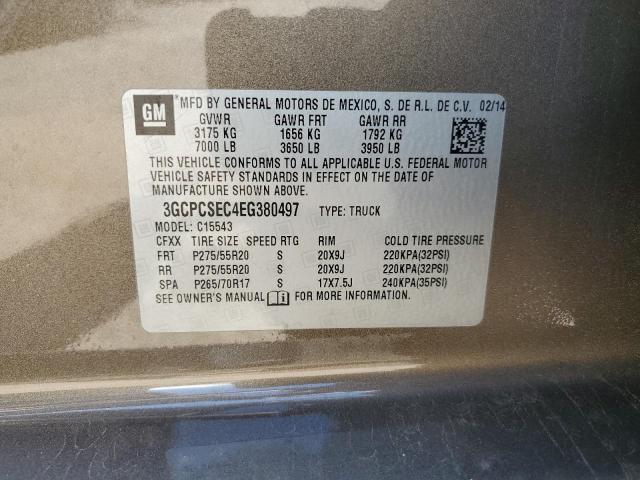 GM *MFD BY GENERAL MOTORS DE MEXICO, S. DE R.L. DE C.V. 02/14
GVWR GAWR FRT GAWR RR
3175 KG 1656 KG 1792 KG
7000 LB 3650 LB 3950 LB
THIS VEHICLE CONFORMS TO ALL APPLICABLE U.S. FEDERAL MOTOR
VEHICLE SAFETY STANDARDS IN EFFECT ON THE DATE OF
MANUFACTURE SHOWN ABOVE.
3GCPCSEC4EG380497 TYPE: TRUCK
MODEL: C15543
CFXX TIRE SIZE SPEED RTG RIM COLD TIRE PRESSURE
FRT P275/55R20 S 20X9J 220KPA(32PSI)
RR P275/55R20 S 20X9J 220KPA(32PSI)
SPA P265/70R17 S 17X7.5J 240KPA(35PSI)
SEE OWNER'S MANUAL FOR MORE INFORMATION.